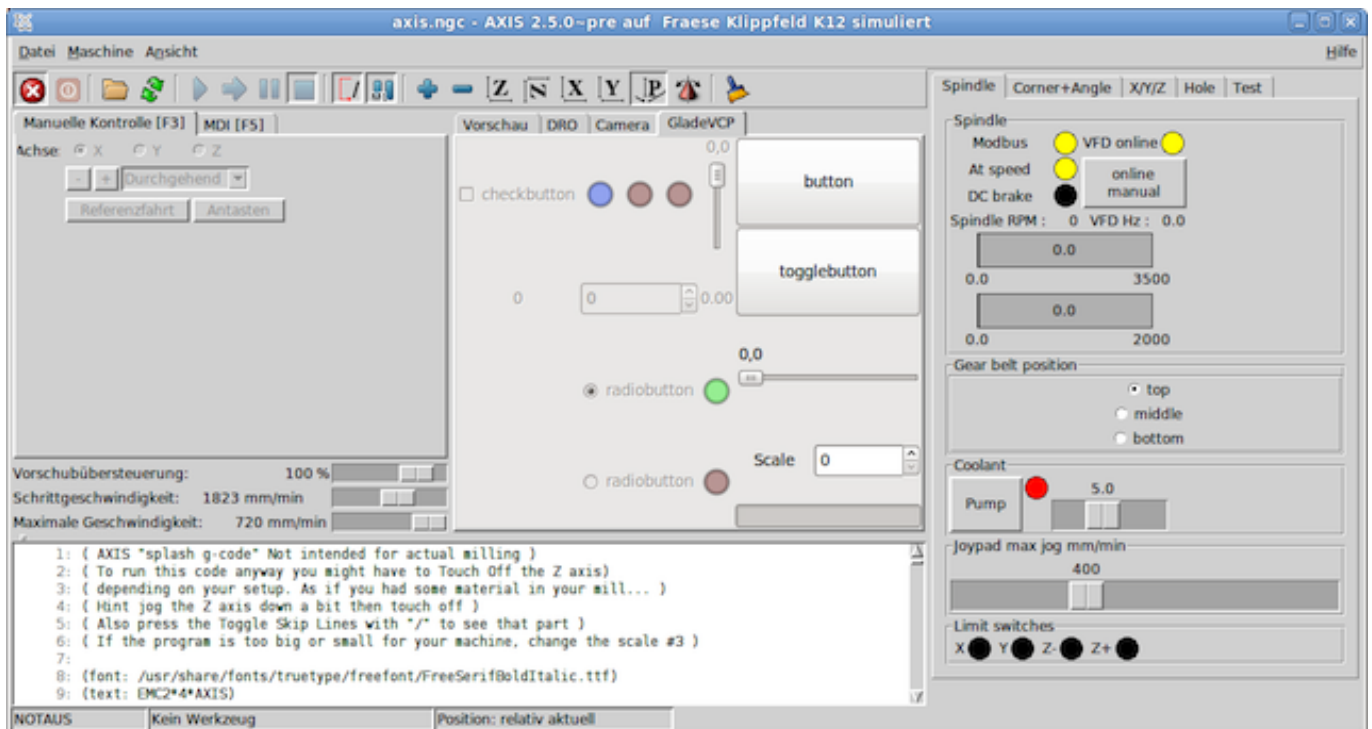 axis.ngc - AXIS 2.5.0~pre auf Fraese Klippfeld K12 simuliert
Datei Maschine Ansicht Hilfe
Z N X Y P
Manuelle Kontrolle [F3] MDI [F5]
Achse: X Y Z
- + Durchgehend
Referenzfahrt Antasten
Vorschubübersteuerung: 100 %
Schrittgeschwindigkeit: 1823 mm/min
Maximale Geschwindigkeit: 720 mm/min
Vorschau DRO Camera GladeVCP
0,0
checkbutton
button
togglebutton
0 0 0.00
0,0
radiobutton
Scale 0
radiobutton
Spindle Corner+Angle X/Y/Z Hole Test
Spindle
Modbus VFD online
At speed
online manual
DC brake
Spindle RPM : 0 VFD Hz : 0.0
0.0
0.0 3500
0.0
0.0 2000
Gear belt position
top
middle
bottom
Coolant
Pump 5.0
Joypad max jog mm/min
400
Limit switches
X Y Z- Z+
1: ( AXIS "splash g-code" Not intended for actual milling )
2: ( To run this code anyway you might have to Touch Off the Z axis)
3: ( depending on your setup. As if you had some material in your mill... )
4: ( Hint jog the Z axis down a bit then touch off )
5: ( Also press the Toggle Skip Lines with "/" to see that part )
6: ( If the program is too big or small for your machine, change the scale #3 )
7:
8: (font: /usr/share/fonts/truetype/freefont/FreeSerifBoldItalic.ttf)
9: (text: EMC2*4*AXIS)
NOTAUS Kein Werkzeug Position: relativ aktuell